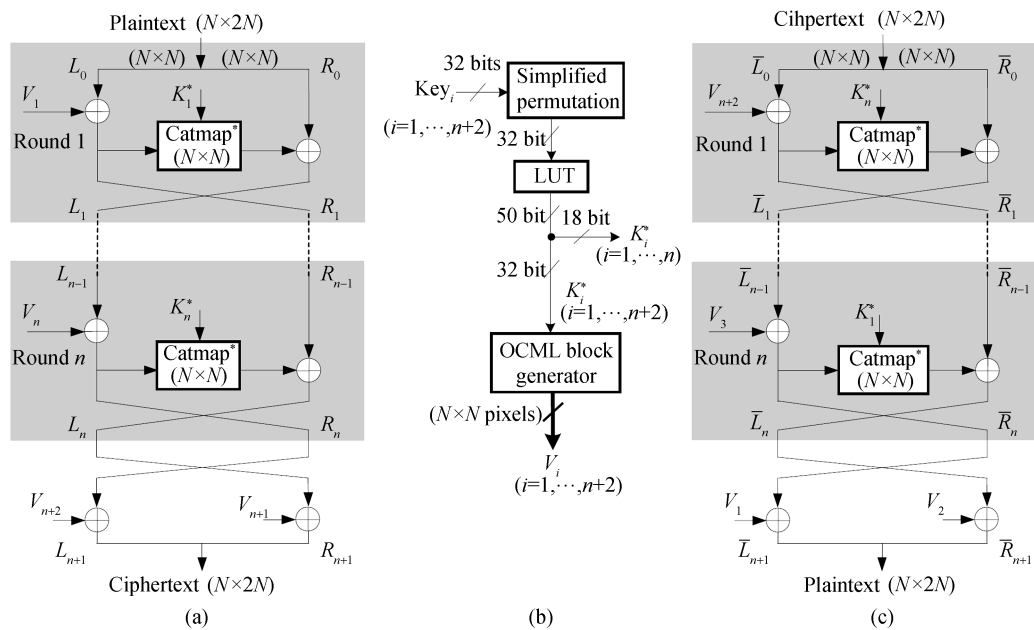 Plaintext (N×2N)
(N×N) (N×N)
L₀
R₀
V₁
K₁*
Round 1
Catmap*
(N×N)
L₁
R₁
Lₙ₋₁
Rₙ₋₁
Vₙ
Kₙ*
Round n
Catmap*
(N×N)
Lₙ
Rₙ
Vₙ₊₂
Vₙ₊₁
Lₙ₊₁
Rₙ₊₁
Ciphertext (N×2N)
(a)
32 bits
Keyᵢ
(i=1,⋯,n+2)
Simplified
permutation
32 bit
LUT
50 bit
18 bit
Kᵢ*
(i=1,⋯,n)
32 bit
Kᵢ*
(i=1,⋯,n+2)
OCML block
generator
(N×N pixels)
Vᵢ
(i=1,⋯,n+2)
(b)
Cihpertext (N×2N)
(N×N) (N×N)
L̅₀
R̅₀
Vₙ₊₂
Kₙ*
Round 1
Catmap*
(N×N)
L̅₁
R̅₁
L̅ₙ₋₁
R̅ₙ₋₁
V₃
K₁*
Round n
Catmap*
(N×N)
L̅ₙ
R̅ₙ
V₁
V₂
L̅ₙ₊₁
R̅ₙ₊₁
Plaintext (N×2N)
(c)